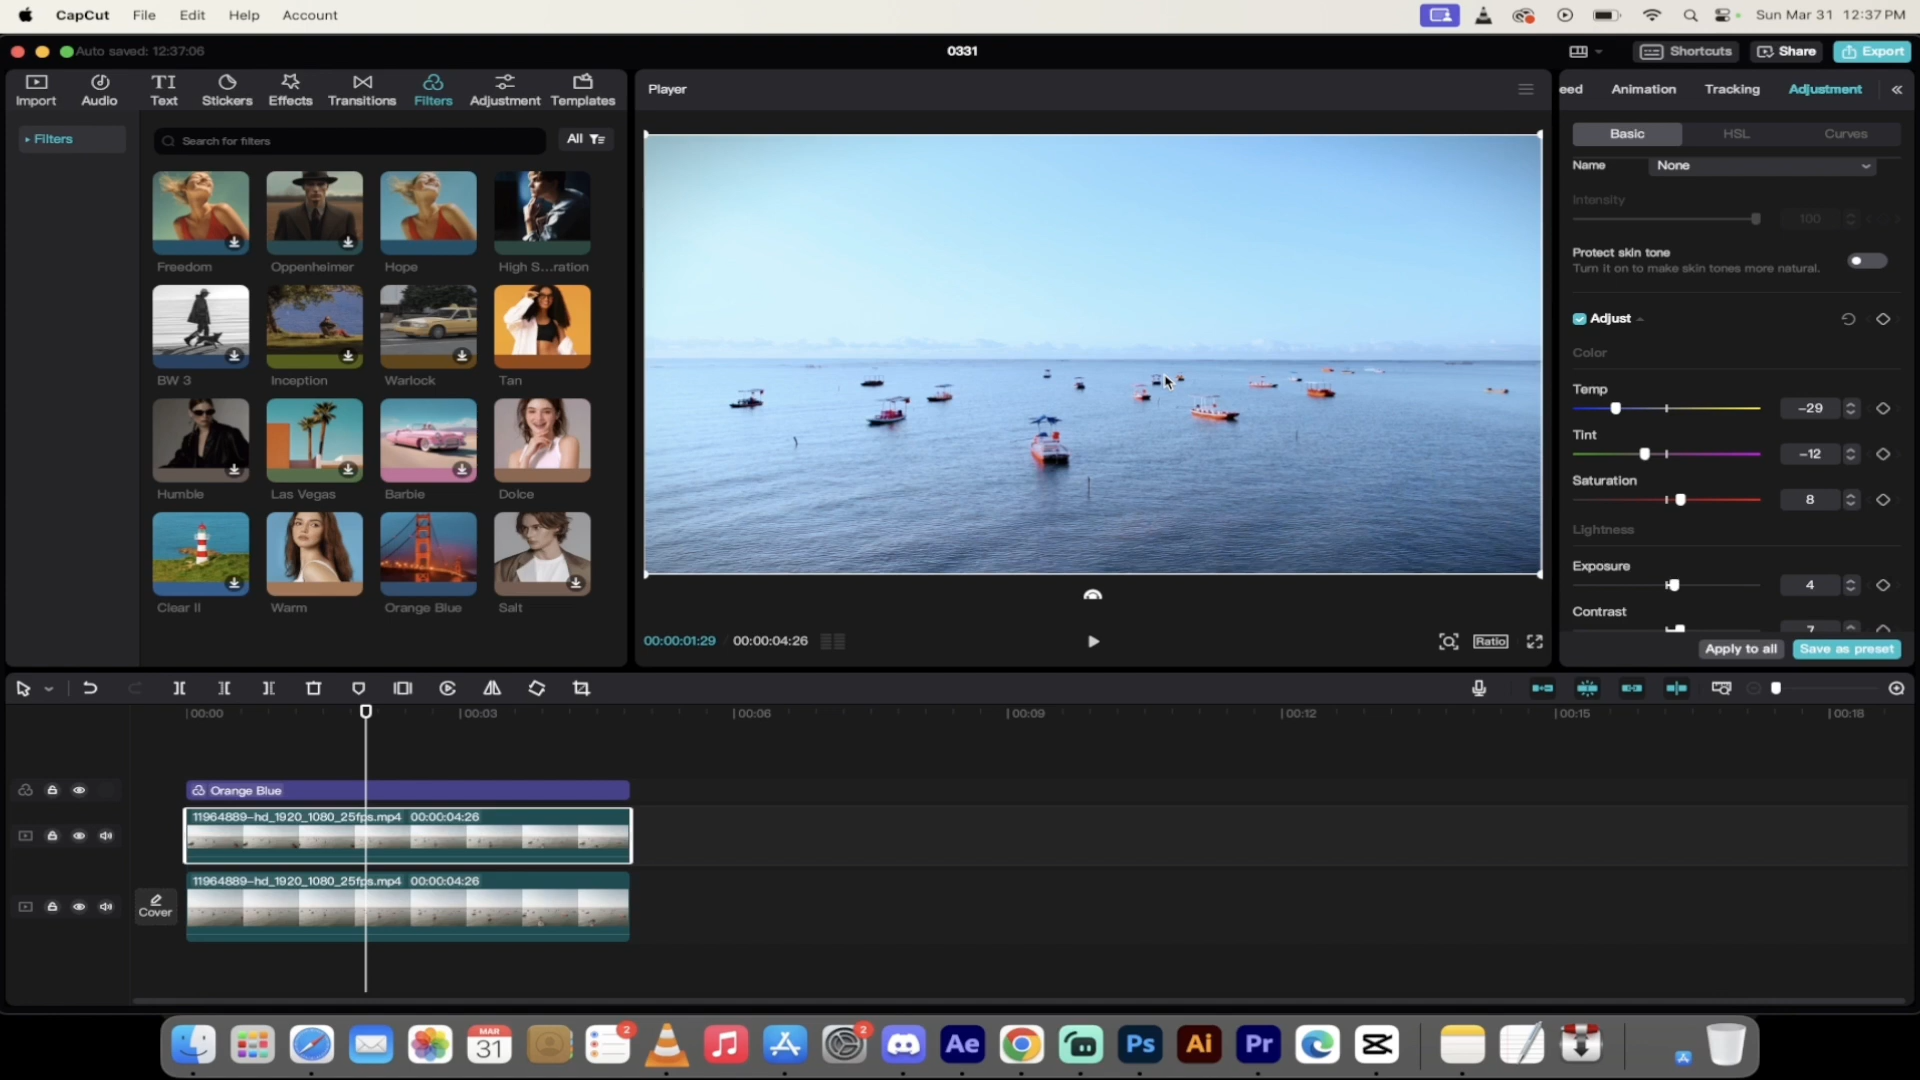 CapCut File Edit Help Account
Sun Mar 31 12:37 PM
Auto saved: 12:37:06
0331
Shortcuts
Share
Export
Import
Audio
TI
Text
Stickers
Effects
Transitions
Filters
Adjustment
Templates
Filters
Search for filters
All
Freedom
Oppenheimer
Hope
High S...ration
BW 3
Inception
Warlock
Tan
Humble
Las Vegas
Barbie
Dolce
Clear II
Warm
Orange Blue
Salt
Player
00:00:01:29
00:00:04:26
Ratio
eed
Animation
Tracking
Adjustment
Basic
HSL
Curves
Name
None
Intensity
100
Protect skin tone
Turn it on to make skin tones more natural.
Adjust
Color
Temp
-29
Tint
-12
Saturation
8
Lightness
Exposure
4
Contrast
7
Apply to all
Save as preset
00:00
00:03
00:06
00:09
00:12
00:15
00:18
Orange Blue
11964889-hd_1920_1080_25fps.mp4 00:00:04:26
Cover
11964889-hd_1920_1080_25fps.mp4 00:00:04:26
MAR
31
2
2
Ae
Ps
Ai
Pr